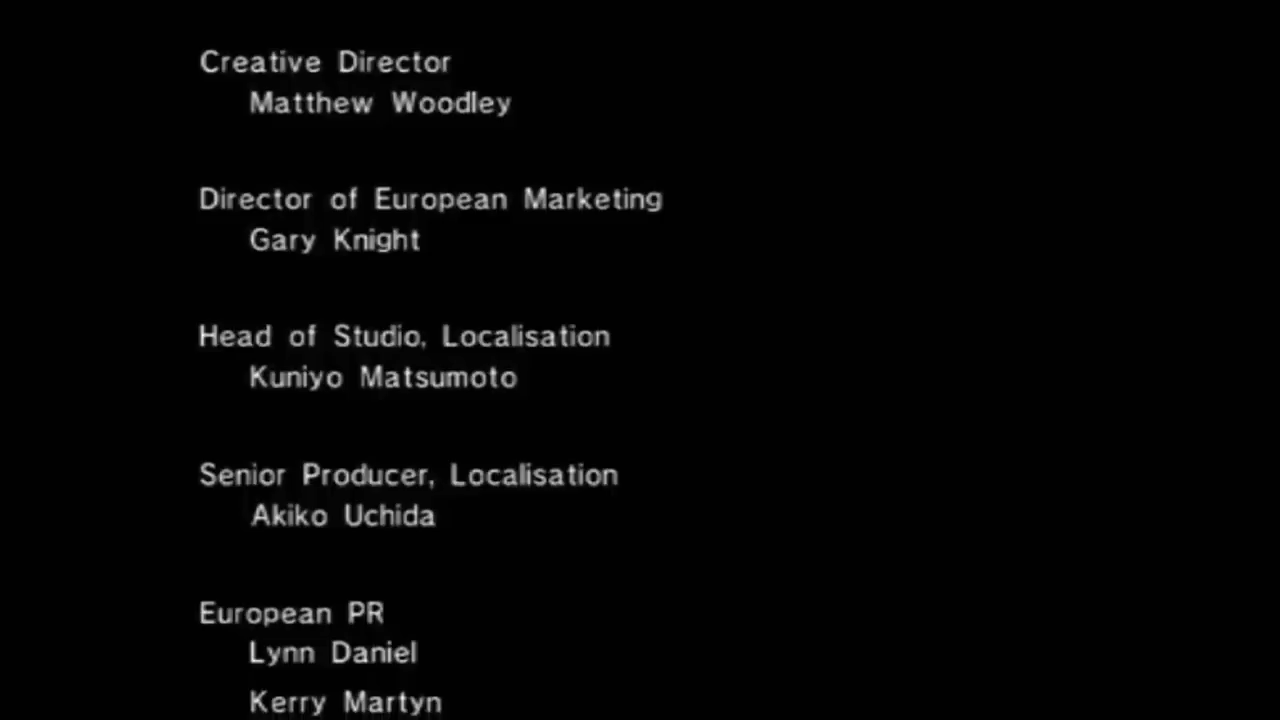 Creative Director
Matthew Woodley
Director of European Marketing
Gary Knight
Head of Studio, Localisation
Kuniyo Matsumoto
Senior Producer, Localisation
Akiko Uchida
European PR
Lynn Daniel
Kerry Martyn